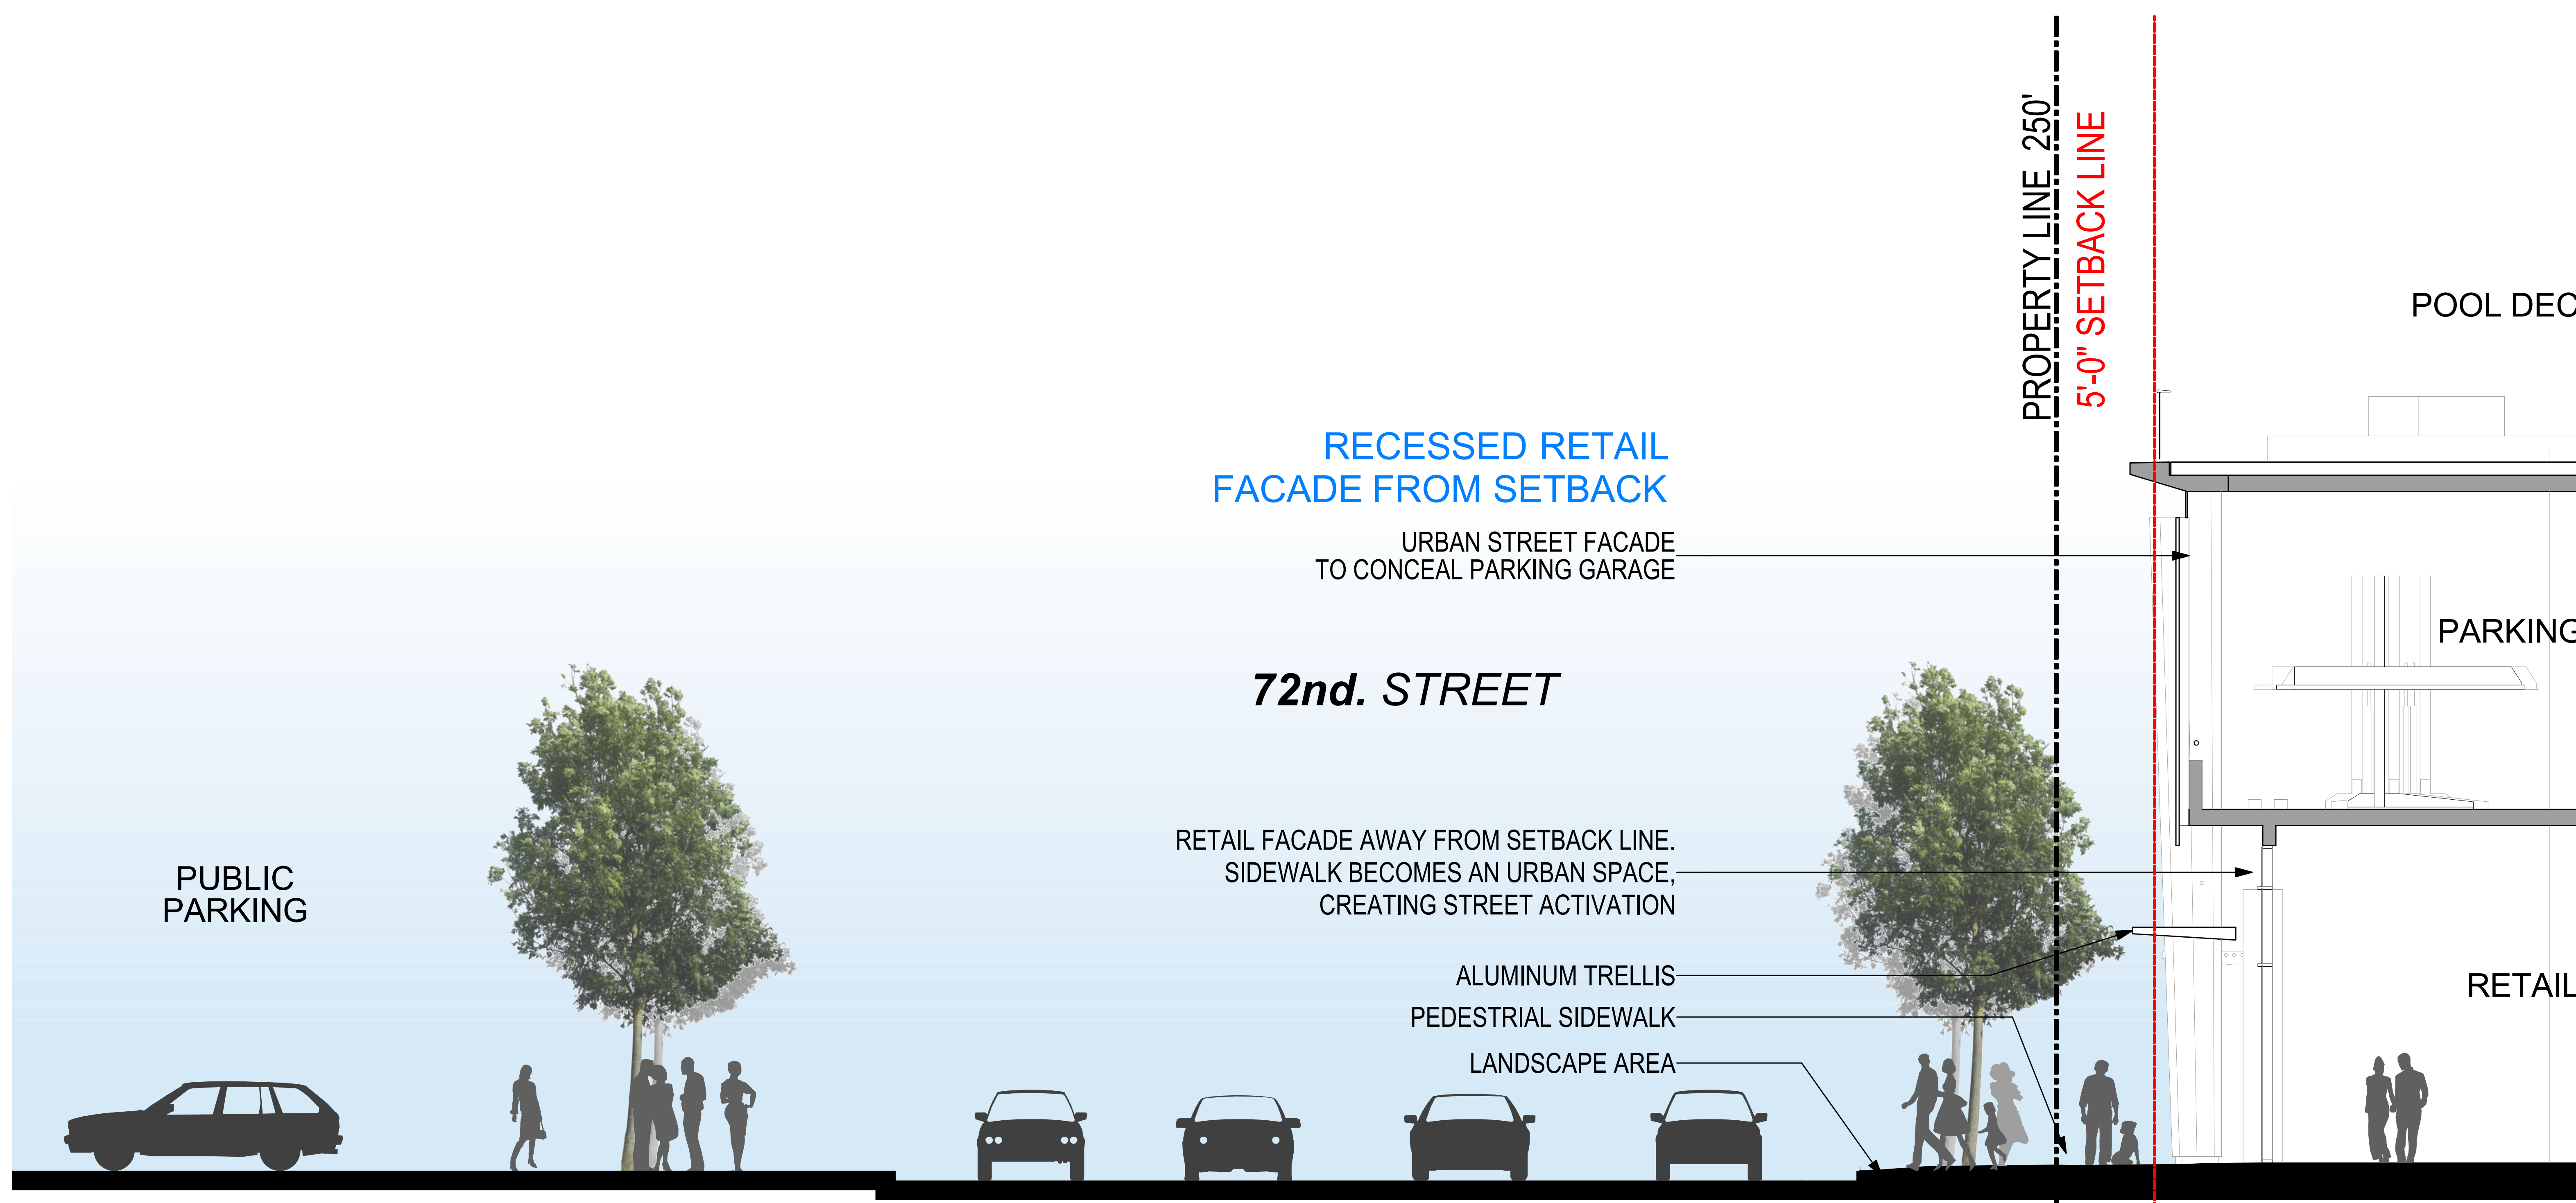 PROPERTY LINE 250'
5'-0" SETBACK LINE
POOL DEC
RECESSED RETAIL
FACADE FROM SETBACK
URBAN STREET FACADE
TO CONCEAL PARKING GARAGE
PARKING
72nd. STREET
RETAIL FACADE AWAY FROM SETBACK LINE.
SIDEWALK BECOMES AN URBAN SPACE,
CREATING STREET ACTIVATION
PUBLIC
PARKING
ALUMINUM TRELLIS
RETAIL
PEDESTRIAL SIDEWALK
LANDSCAPE AREA